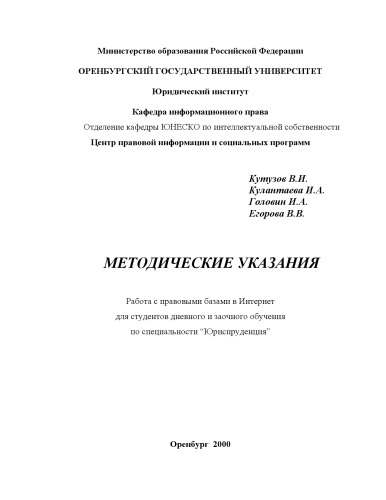 Министерство образования Российской Федерации
ОРЕНБУРГСКИЙ ГОСУДАРСТВЕННЫЙ УНИВЕРСИТЕТ
Юридический институт
Кафедра информационного права
Отделение кафедры ЮНЕСКО по интеллектуальной собственности
Центр правовой информации и социальных программ
Кутузов В.И.
Кулантаева И.А.
Головин И.А.
Егорова В.В.
МЕТОДИЧЕСКИЕ УКАЗАНИЯ
Работа с правовыми базами в Интернет
для студентов дневного и заочного обучения
по специальности “Юриспруденция”
Оренбург 2000